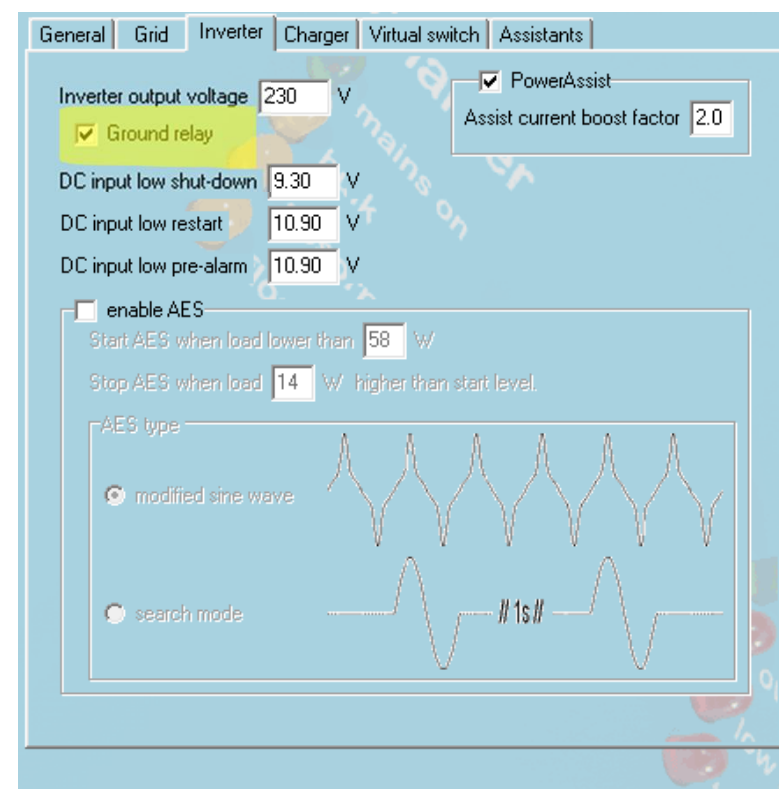 General Grid Inverter Charger Virtual switch Assistants
Inverter output voltage 230 V
PowerAssist
Assist current boost factor 2.0
Ground relay
DC input low shut-down 9.30 V
DC input low restart 10.90 V
DC input low pre-alarm 10.90 V
enable AES
Start AES when load lower than 58 W
Stop AES when load 14 W higher than start level.
AES type
modified sine wave
search mode
// 1s //
mains on
low